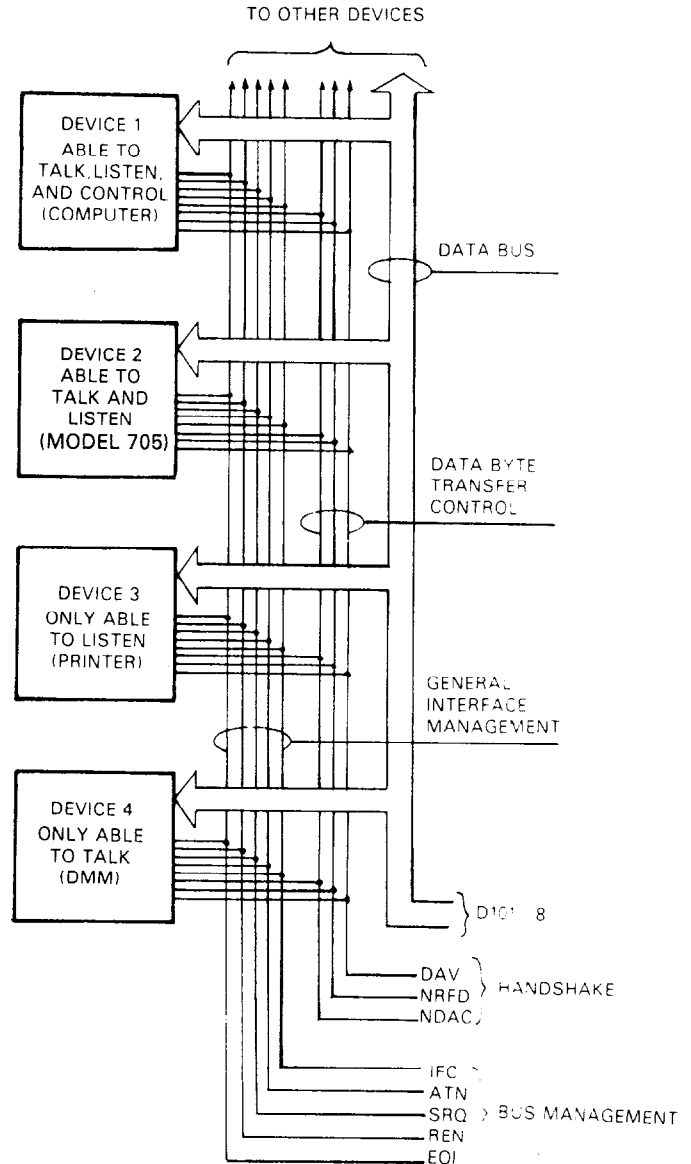 TO OTHER DEVICES
DEVICE 1
ABLE TO
TALK, LISTEN,
AND CONTROL
(COMPUTER)
DATA BUS
DEVICE 2
ABLE TO
TALK AND
LISTEN
(MODEL 705)
DATA BYTE
TRANSFER
CONTROL
DEVICE 3
ONLY ABLE
TO LISTEN
(PRINTER)
GENERAL
INTERFACE
MANAGEMENT
DEVICE 4
ONLY ABLE
TO TALK
(DMM)
D101 8
DAV
NRFD
NDAC
HANDSHAKE
IFC
ATN
SRQ
REN
EOI
BUS MANAGEMENT